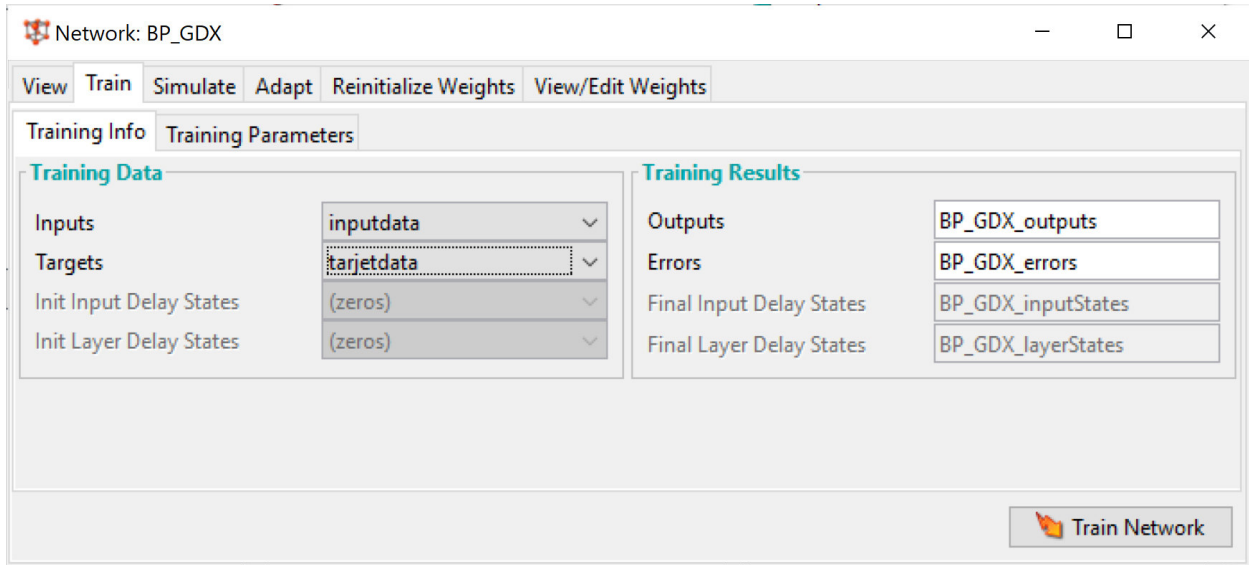 Network: BP_GDX
View Train Simulate Adapt Reinitialize Weights View/Edit Weights
Training Info Training Parameters
Training Data
Inputs inputdata
Targets tarjetdata
Init Input Delay States (zeros)
Init Layer Delay States (zeros)
Training Results
Outputs BP_GDX_outputs
Errors BP_GDX_errors
Final Input Delay States BP_GDX_inputStates
Final Layer Delay States BP_GDX_layerStates
Train Network